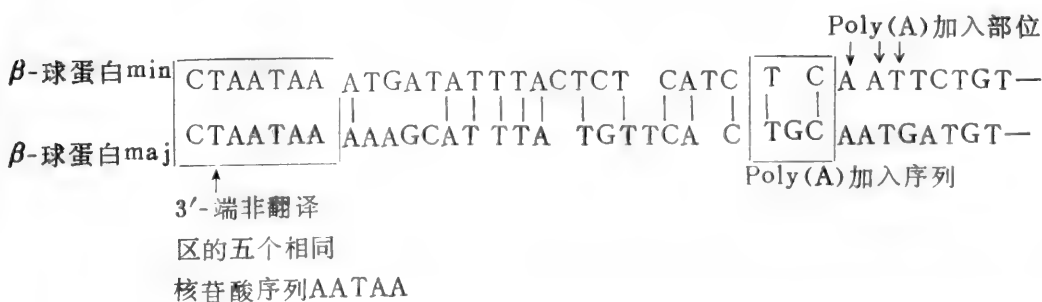 Poly(A)加入部位
↓ ↓ ↓
β-球蛋白min CTAATAA ATGATATTTACTCT CATC T C A ATTCTGT—
β-球蛋白maj CTAATAA AAAGCATTTA TGTTCA C TGC AATGATGT—
Poly(A)加入序列
↑
3′-端非翻译
区的五个相同
核苷酸序列AATAA